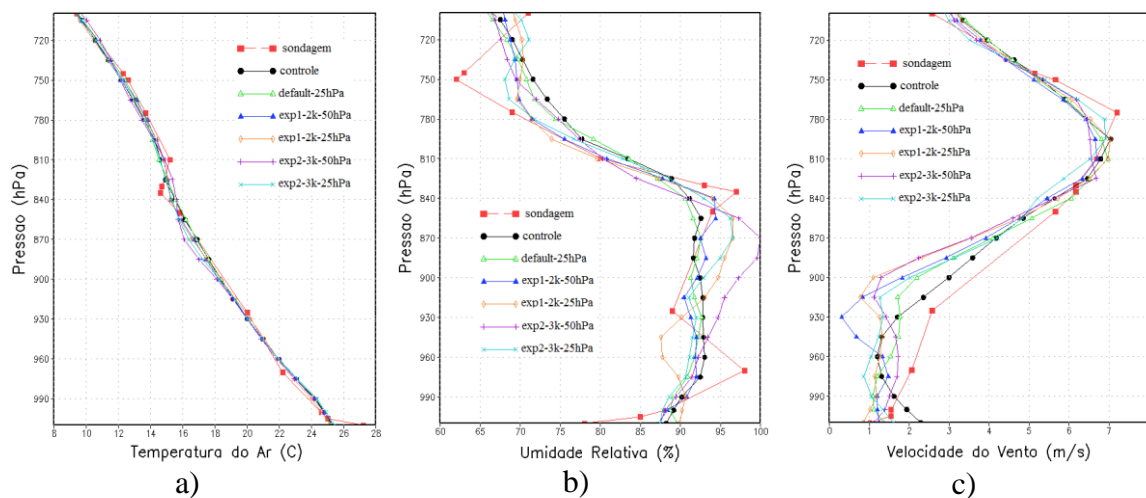 720
750
780
810
840
870
900
930
960
990
Pressao (hPa)
sondagem
controle
default-25hPa
exp1-2k-50hPa
exp1-2k-25hPa
exp2-3k-50hPa
exp2-3k-25hPa
8 10 12 14 16 18 20 22 24 26 28
Temperatura do Ar (C)
a)
720
750
780
810
840
870
900
930
960
990
Pressao (hPa)
sondagem
controle
default-25hPa
exp1-2k-50hPa
exp1-2k-25hPa
exp2-3k-50hPa
exp2-3k-25hPa
60 65 70 75 80 85 90 95 100
Umidade Relativa (%)
b)
720
750
780
810
840
870
900
930
960
990
Pressao (hPa)
sondagem
controle
default-25hPa
exp1-2k-50hPa
exp1-2k-25hPa
exp2-3k-50hPa
exp2-3k-25hPa
0 1 2 3 4 5 6 7 8
Velocidade do Vento (m/s)
c)